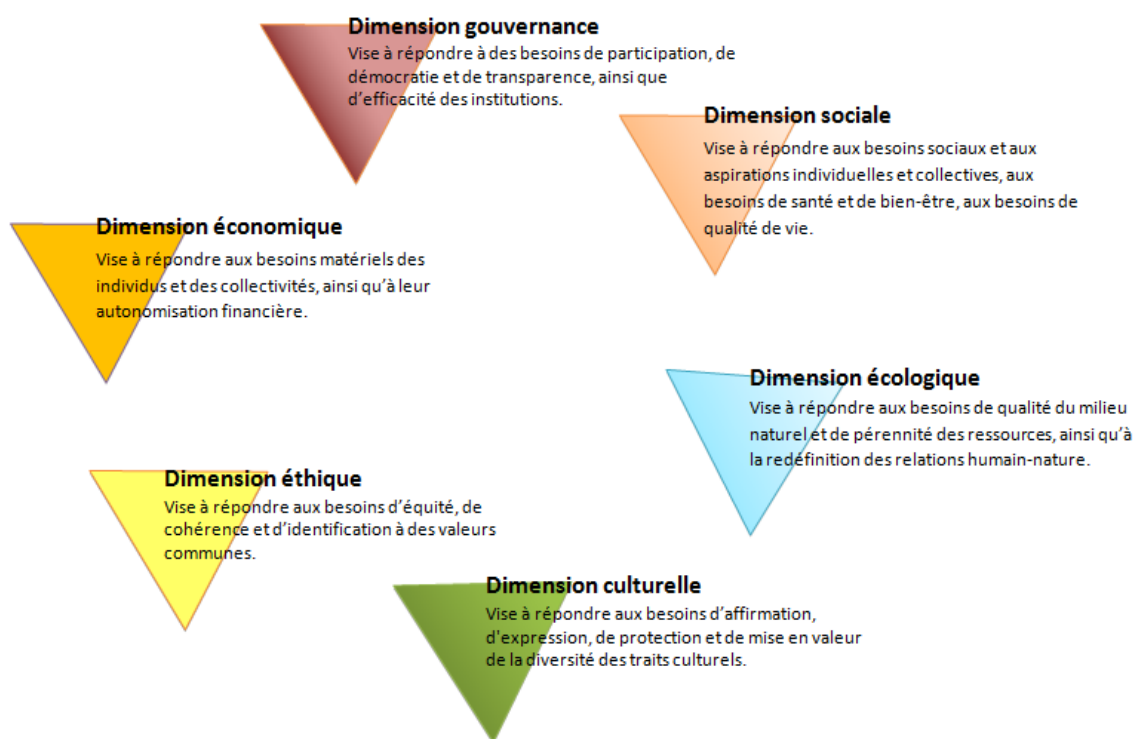 Dimension gouvernance
Vise à répondre à des besoins de participation, de
démocratie et de transparence, ainsi que
d’efficacité des institutions.
Dimension sociale
Vise à répondre aux besoins sociaux et aux
aspirations individuelles et collectives, aux
besoins de santé et de bien-être, aux besoins de
qualité de vie.
Dimension économique
Vise à répondre aux besoins matériels des
individus et des collectivités, ainsi qu’à leur
autonomisation financière.
Dimension écologique
Vise à répondre aux besoins de qualité du milieu
naturel et de pérennité des ressources, ainsi qu’à
la redéfinition des relations humain-nature.
Dimension éthique
Vise à répondre aux besoins d’équité, de
cohérence et d’identification à des valeurs
communes.
Dimension culturelle
Vise à répondre aux besoins d’affirmation,
d'expression, de protection et de mise en valeur
de la diversité des traits culturels.